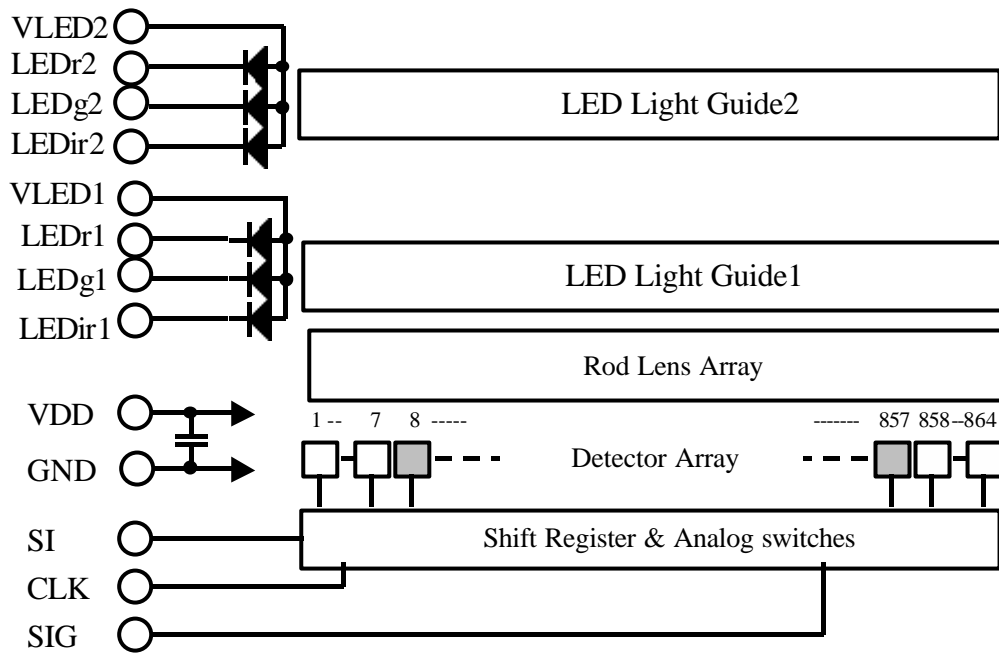 VLED2
LEDr2
LEDg2
LEDir2
LED Light Guide2
VLED1
LEDr1
LEDg1
LEDir1
LED Light Guide1
Rod Lens Array
VDD
GND
1 -- 7 8 ----- ------- 857 858--864
Detector Array
SI
CLK
SIG
Shift Register & Analog switches